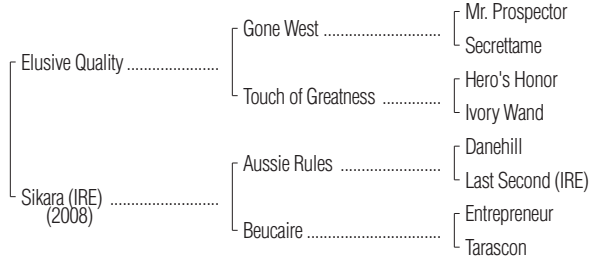 Mr. Prospector
Gone West ........................
Secrettame
Elusive Quality ......................
Hero's Honor
Touch of Greatness ..............
Ivory Wand
Danehill
Aussie Rules ........................
Last Second (IRE)
Sikara (IRE) .........................
(2008)
Entrepreneur
Beucaire ................................
Tarascon